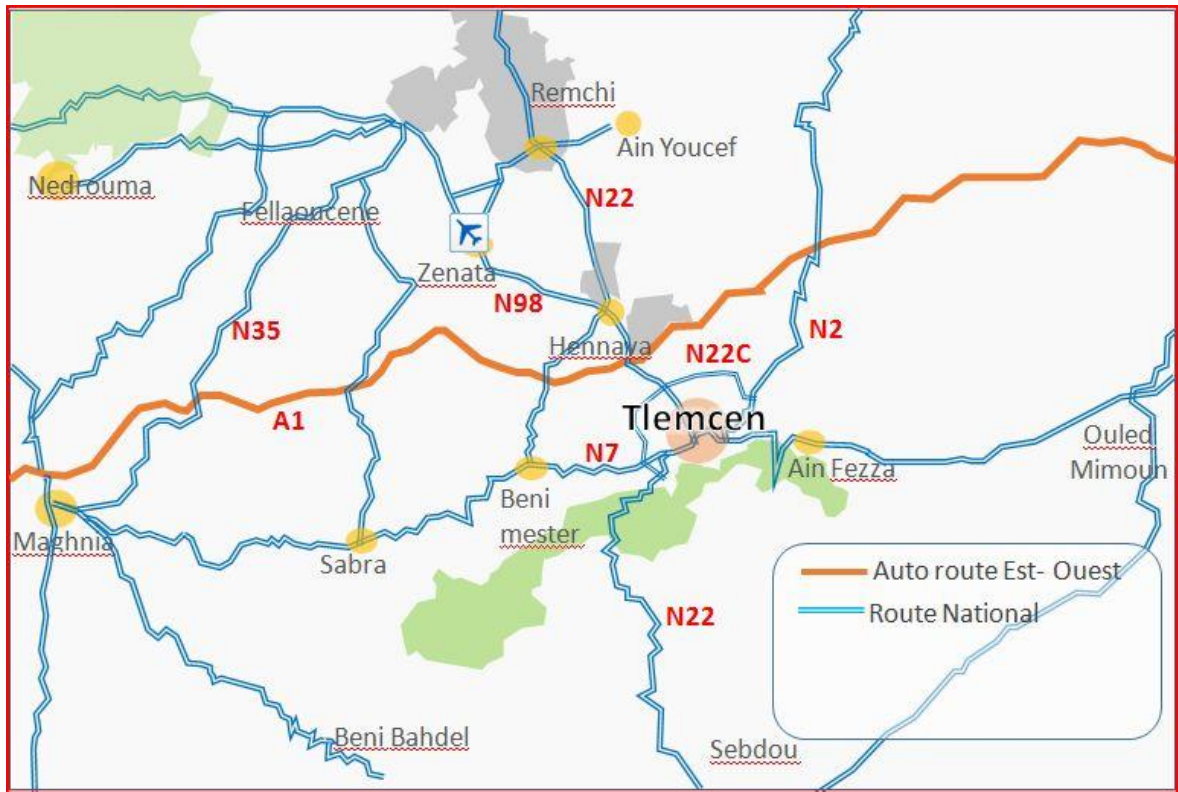 Remchi
Ain Youcef
Nedrouma
N22
Fellaoucene
Zenata
N98
N35
Hennaya
N22C
N2
A1
Tlemcen
N7
Ouled
Mimoun
Ain Fezza
Beni
mester
Maghnia
Sabra
Auto route Est- Ouest
Route National
N22
Beni Bahdel
Sebdou